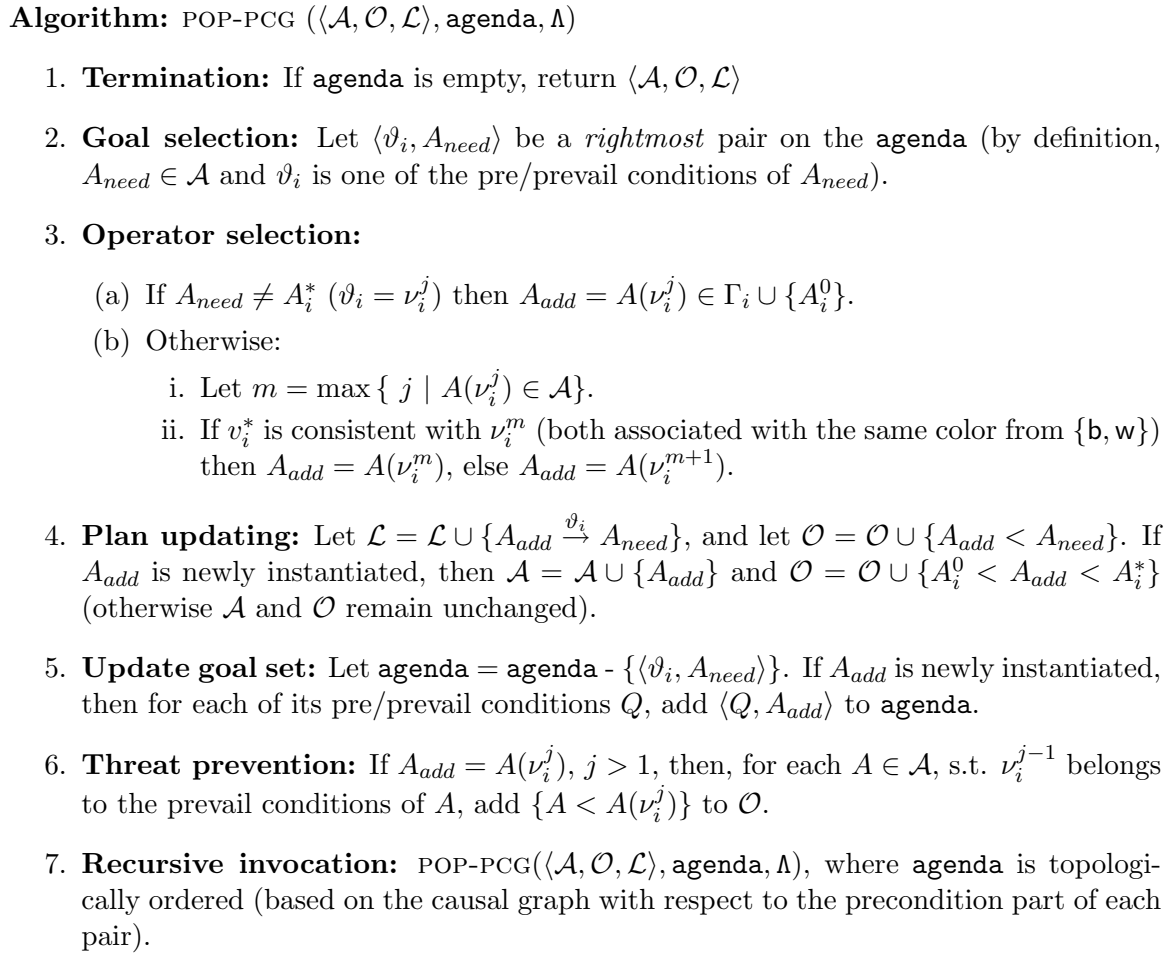 Algorithm: POP-PCG (⟨𝒜, 𝒪, ℒ⟩, agenda, Λ)
1. Termination: If agenda is empty, return ⟨𝒜, 𝒪, ℒ⟩
2. Goal selection: Let ⟨ϑ_i, A_need⟩ be a rightmost pair on the agenda (by definition,
A_need ∈ 𝒜 and ϑ_i is one of the pre/prevail conditions of A_need).
3. Operator selection:
(a) If A_need ≠ A_i^* (ϑ_i = ν_i^j) then A_add = A(ν_i^j) ∈ Γ_i ∪ {A_i^0}.
(b) Otherwise:
i. Let m = max { j | A(ν_i^j) ∈ 𝒜}.
ii. If v_i^* is consistent with ν_i^m (both associated with the same color from {b, w})
then A_add = A(ν_i^m), else A_add = A(ν_i^{m+1}).
4. Plan updating: Let ℒ = ℒ ∪ {A_add →^{ϑ_i} A_need}, and let 𝒪 = 𝒪 ∪ {A_add < A_need}. If
A_add is newly instantiated, then 𝒜 = 𝒜 ∪ {A_add} and 𝒪 = 𝒪 ∪ {A_i^0 < A_add < A_i^*}
(otherwise 𝒜 and 𝒪 remain unchanged).
5. Update goal set: Let agenda = agenda - {⟨ϑ_i, A_need⟩}. If A_add is newly instantiated,
then for each of its pre/prevail conditions Q, add ⟨Q, A_add⟩ to agenda.
6. Threat prevention: If A_add = A(ν_i^j), j > 1, then, for each A ∈ 𝒜, s.t. ν_i^{j−1} belongs
to the prevail conditions of A, add {A < A(ν_i^j)} to 𝒪.
7. Recursive invocation: POP-PCG(⟨𝒜, 𝒪, ℒ⟩, agenda, Λ), where agenda is topologi-
cally ordered (based on the causal graph with respect to the precondition part of each
pair).